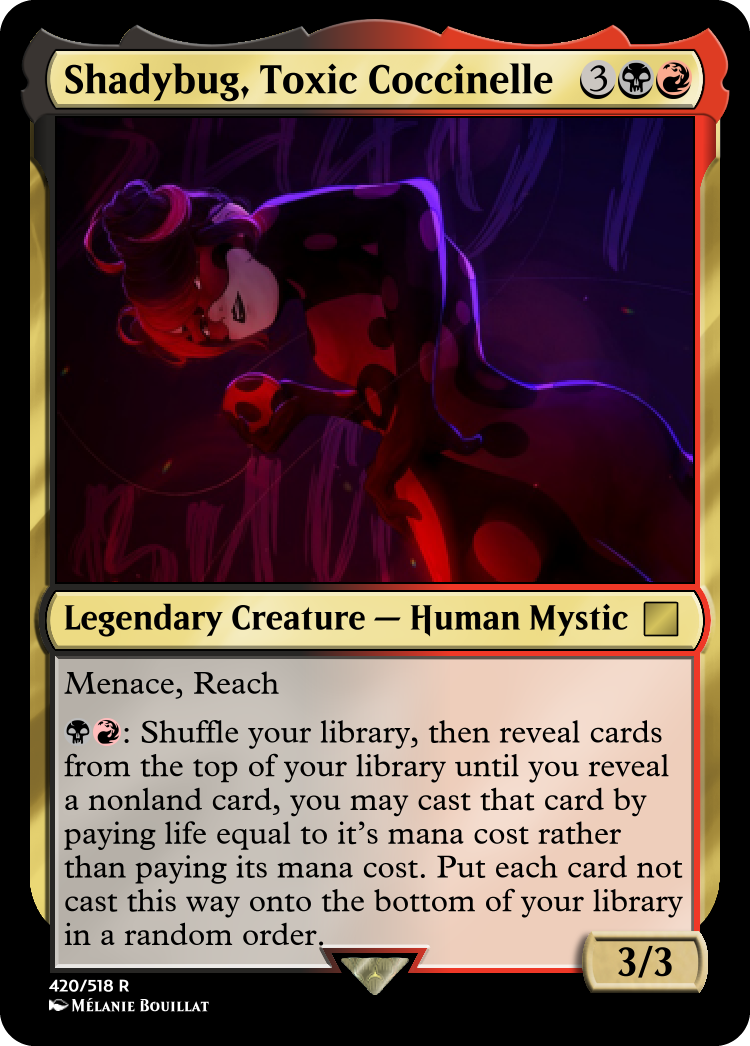 Shadybug, Toxic Coccinelle 3
SHADY
BUG
Legendary Creature — Human Mystic
Menace, Reach
: Shuffle your library, then reveal cards
from the top of your library until you reveal
a nonland card, you may cast that card by
paying life equal to it's mana cost rather
than paying its mana cost. Put each card not
cast this way onto the bottom of your library
in a random order.
3/3
420/518 R
MÉLANIE BOUILLAT